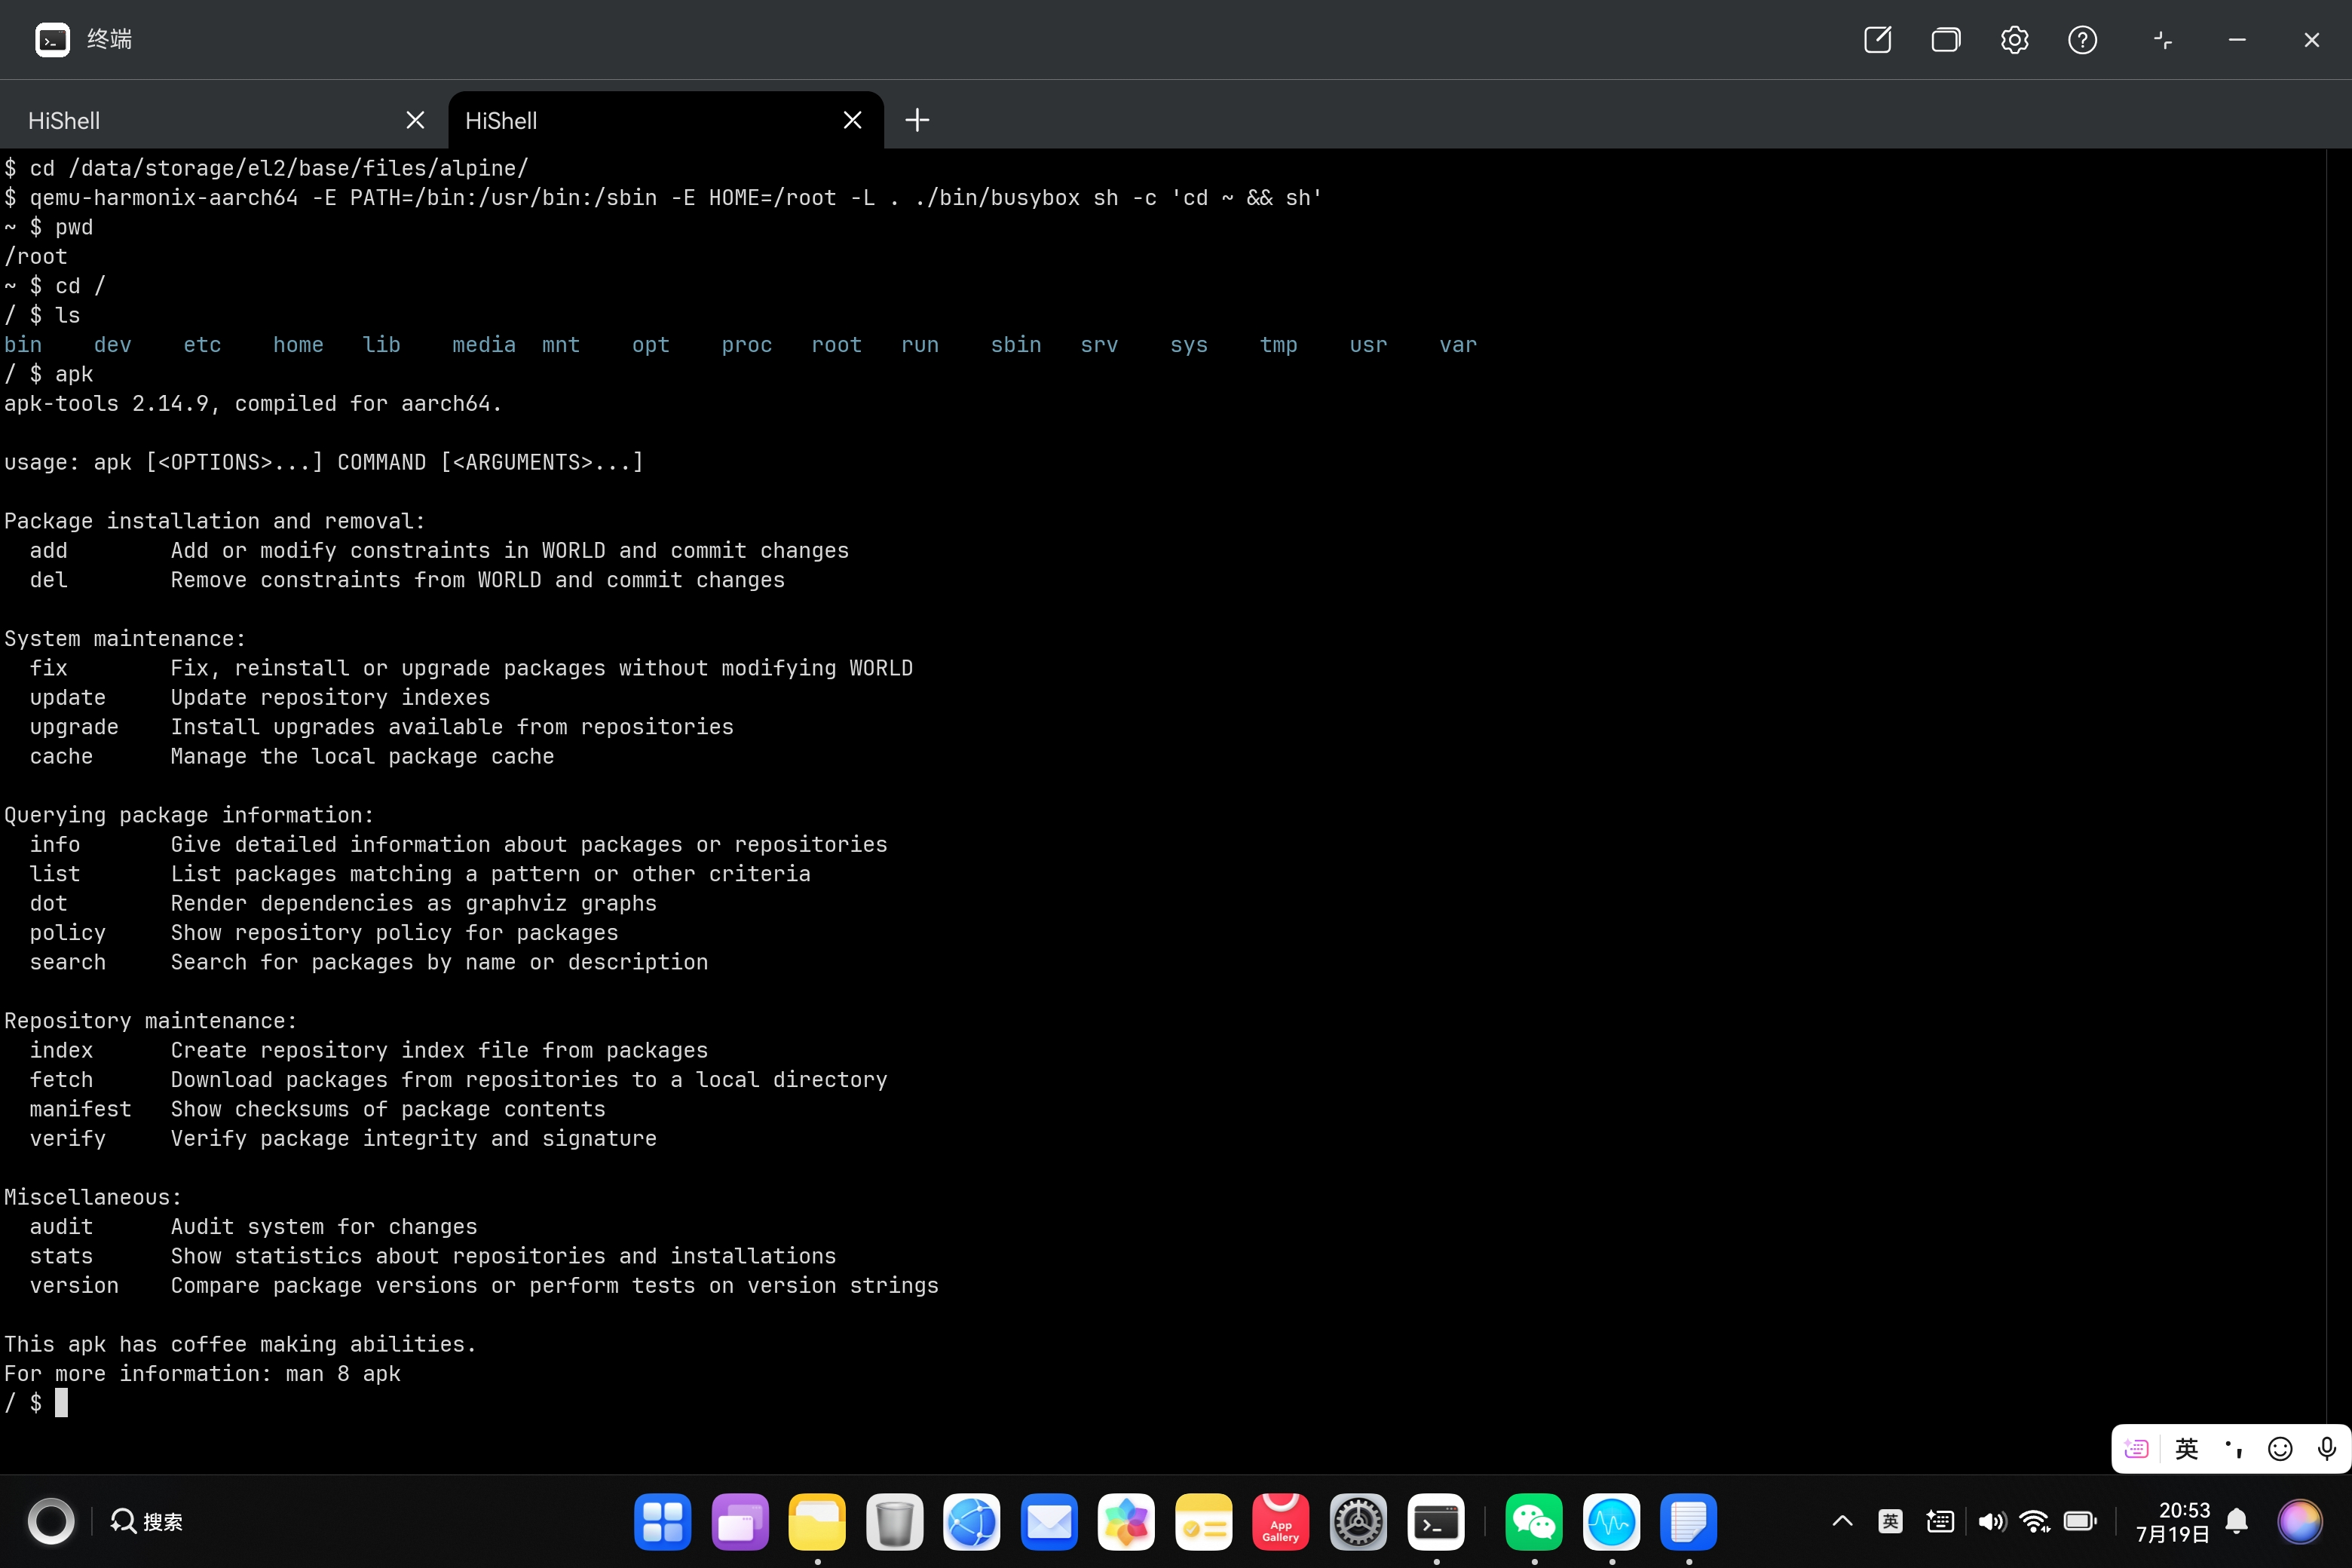 终端
HiShell
HiShell
$ cd /data/storage/el2/base/files/alpine/
$ qemu-harmonix-aarch64 -E PATH=/bin:/usr/bin:/sbin -E HOME=/root -L . ./bin/busybox sh -c 'cd ~ && sh'
~ $ pwd
/root
~ $ cd /
/ $ ls
bin dev etc home lib media mnt opt proc root run sbin srv sys tmp usr var
/ $ apk
apk-tools 2.14.9, compiled for aarch64.
usage: apk [<OPTIONS>...] COMMAND [<ARGUMENTS>...]
Package installation and removal:
add Add or modify constraints in WORLD and commit changes
del Remove constraints from WORLD and commit changes
System maintenance:
fix Fix, reinstall or upgrade packages without modifying WORLD
update Update repository indexes
upgrade Install upgrades available from repositories
cache Manage the local package cache
Querying package information:
info Give detailed information about packages or repositories
list List packages matching a pattern or other criteria
dot Render dependencies as graphviz graphs
policy Show repository policy for packages
search Search for packages by name or description
Repository maintenance:
index Create repository index file from packages
fetch Download packages from repositories to a local directory
manifest Show checksums of package contents
verify Verify package integrity and signature
Miscellaneous:
audit Audit system for changes
stats Show statistics about repositories and installations
version Compare package versions or perform tests on version strings
This apk has coffee making abilities.
For more information: man 8 apk
/ $
英
搜索
App
Gallery
英
20:53
7月19日